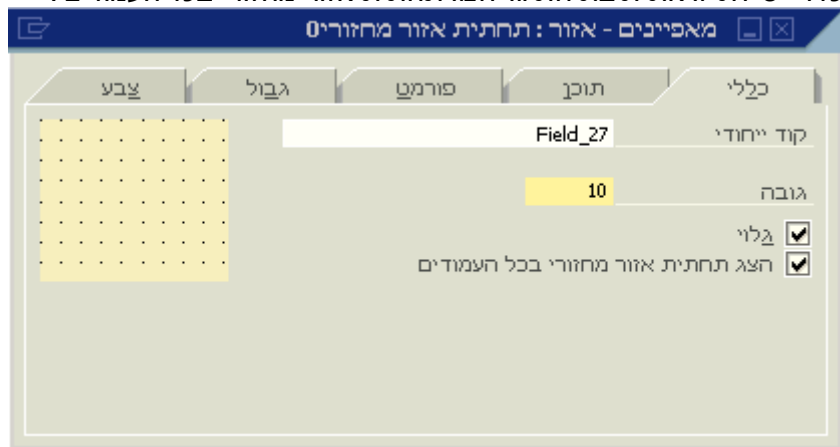 מאפיינים - אזור : תחתית אזור מחזורי0
כללי תוכן פורמט גבול צבע
קוד ייחודי Field_27
גובה 10
גלוי
הצג תחתית אזור מחזורי בכל העמודים